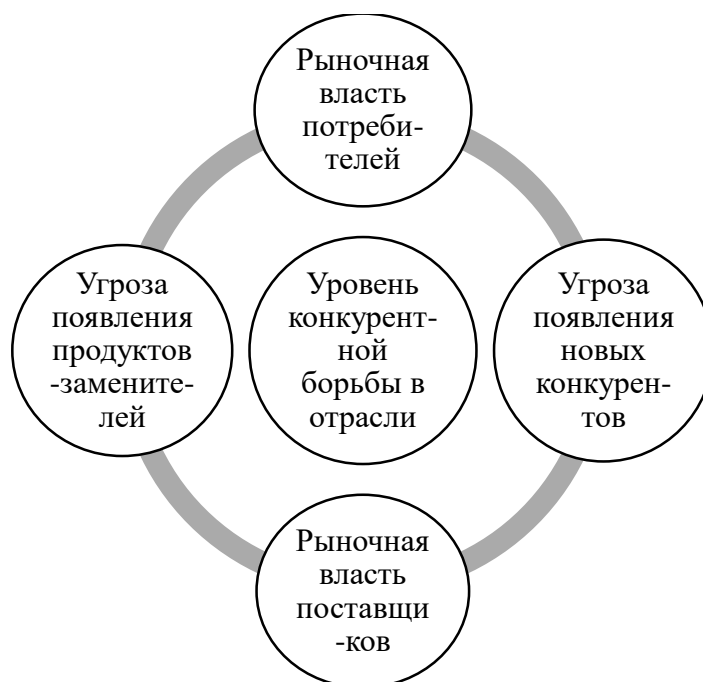 Рыночная
власть
потреби-
телей
Угроза
появления
продуктов
-замените-
лей
Уровень
конкурент-
ной
борьбы в
отрасли
Угроза
появления
новых
конкурен-
тов
Рыночная
власть
поставщи
-ков